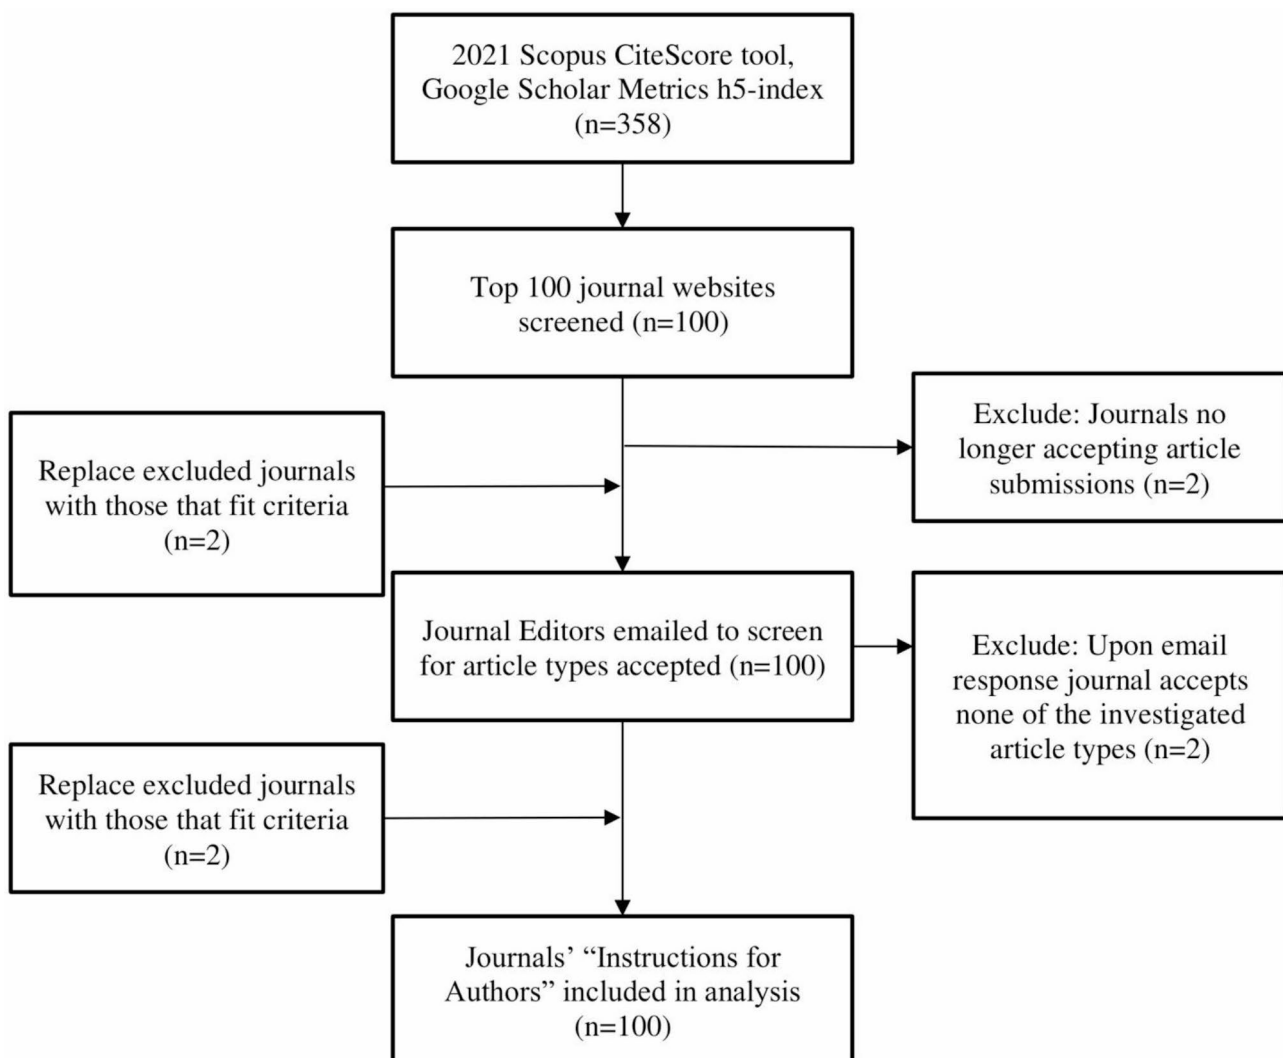 2021 Scopus CiteScore tool,
Google Scholar Metrics h5-index
(n=358)
Top 100 journal websites
screened (n=100)
Exclude: Journals no
longer accepting article
submissions (n=2)
Replace excluded journals
with those that fit criteria
(n=2)
Journal Editors emailed to screen
for article types accepted (n=100)
Exclude: Upon email
response journal accepts
none of the investigated
article types (n=2)
Replace excluded journals
with those that fit criteria
(n=2)
Journals’ “Instructions for
Authors” included in analysis
(n=100)